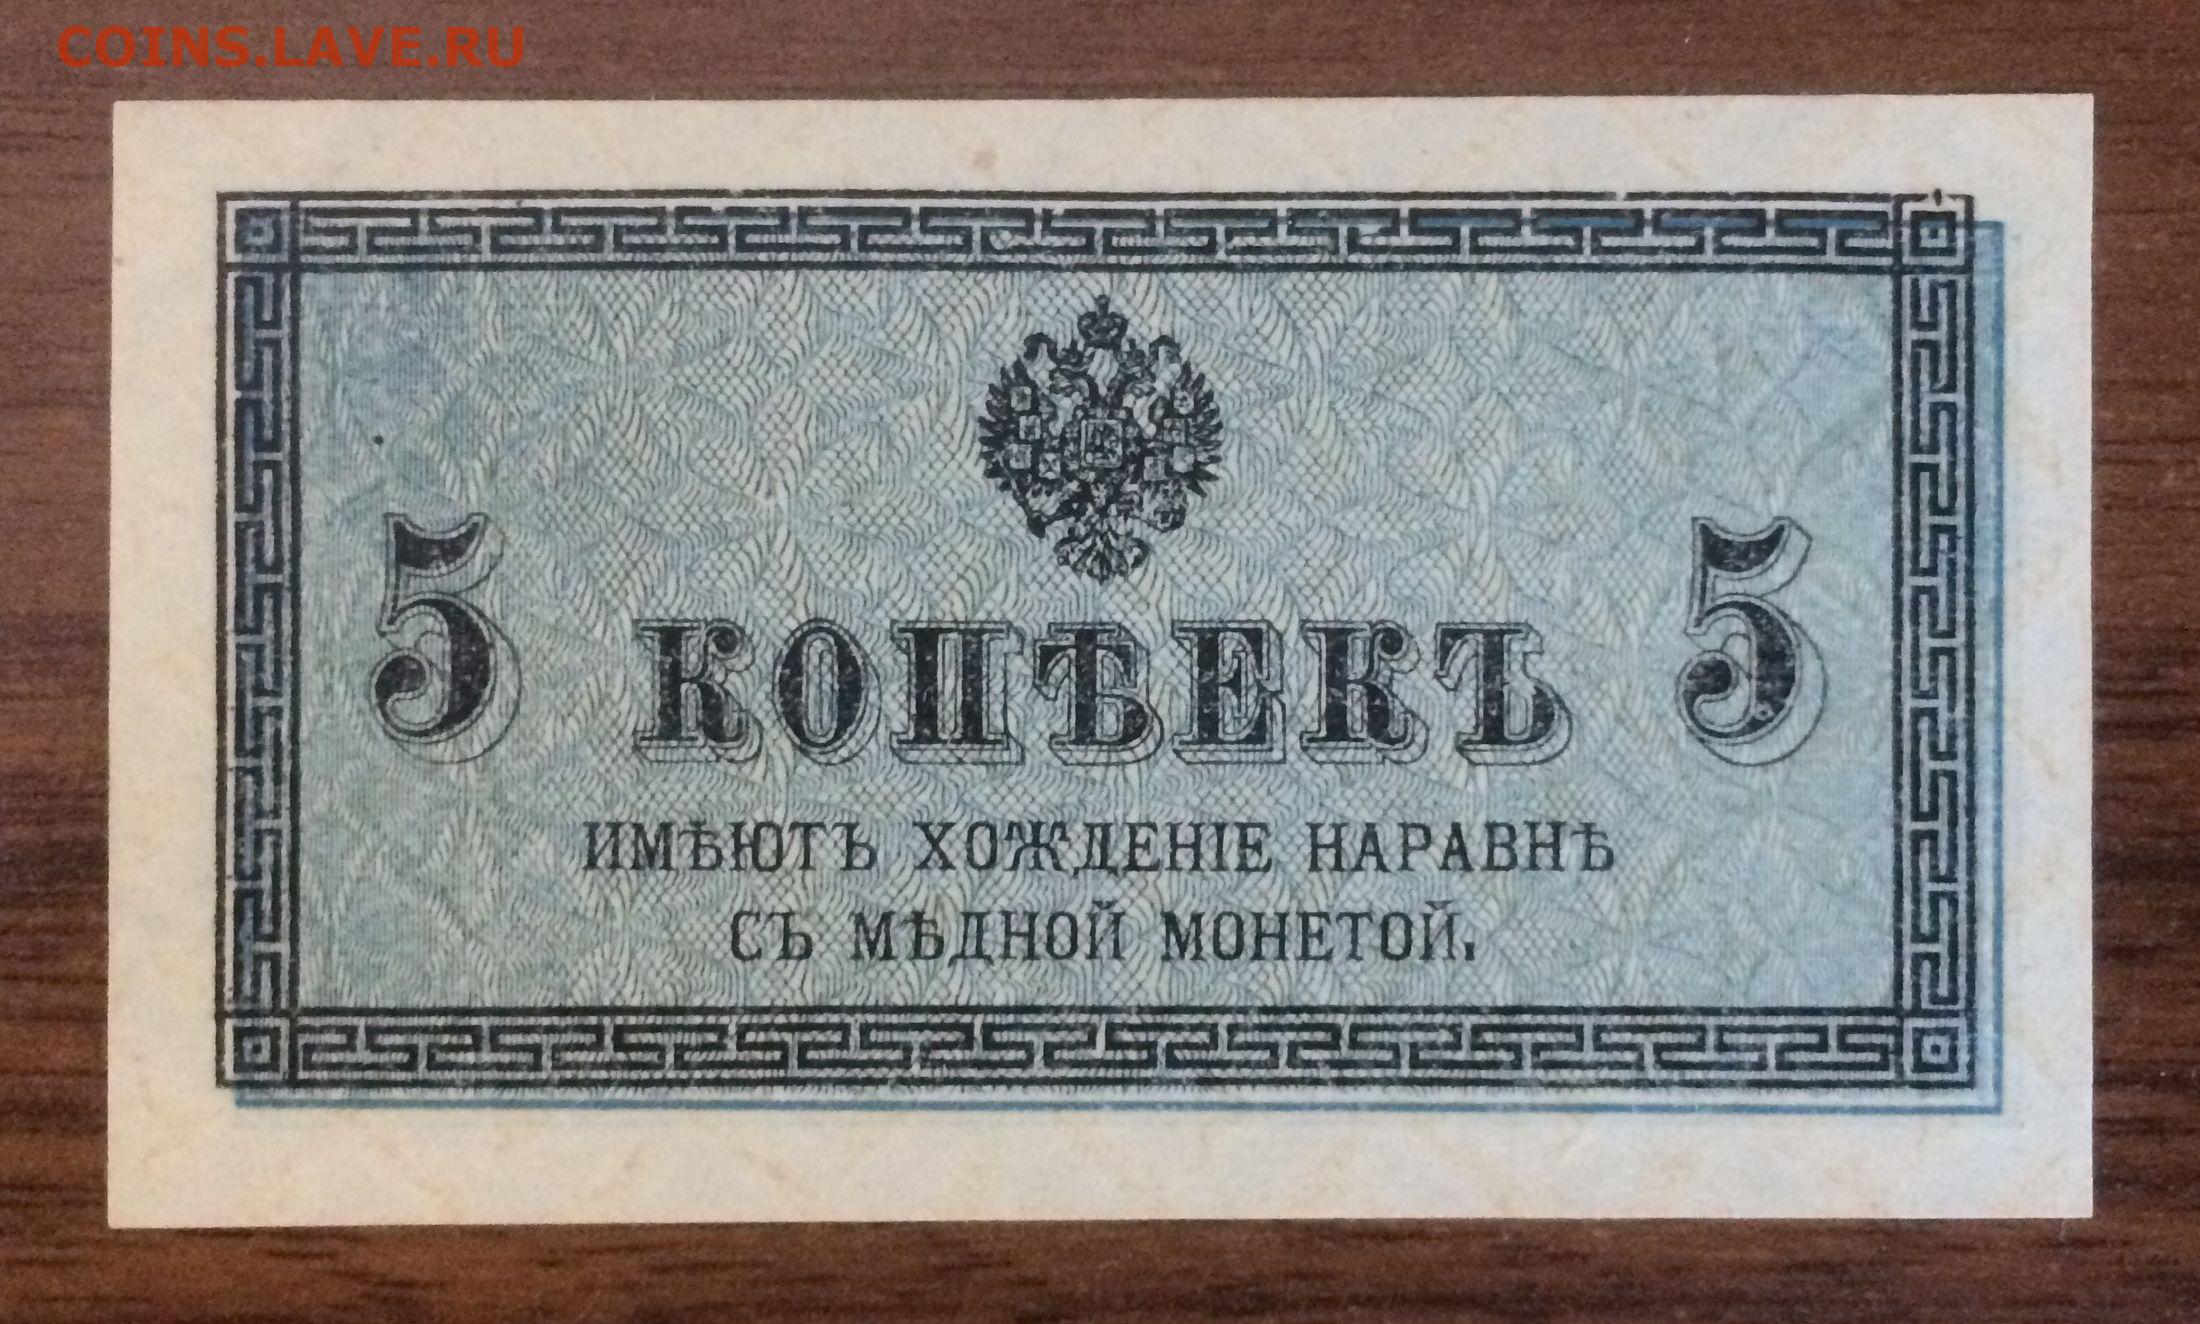 COINS.LAVE.RU
5 КОПѢЕКЪ 5
ИМѢЮТЪ ХОЖДЕНІЕ НАРАВНѢ
СЪ МѢДНОЙ МОНЕТОЙ.